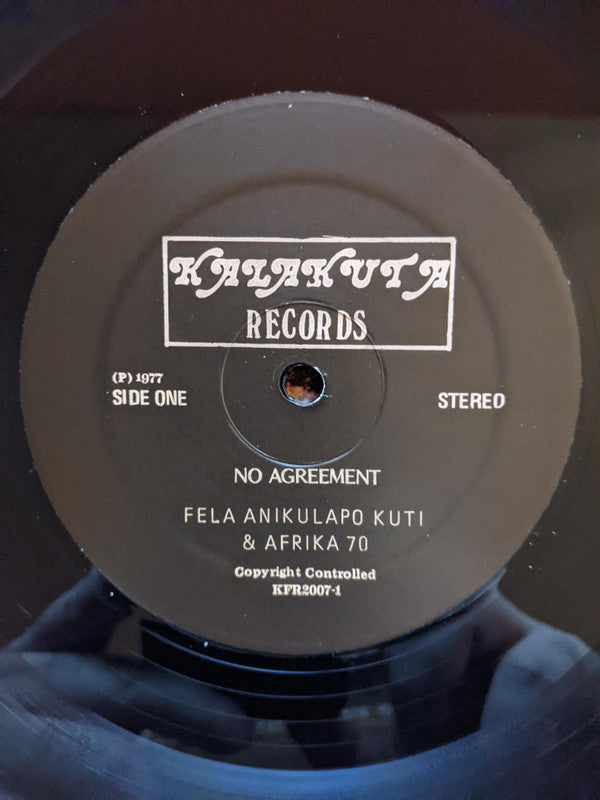 KALAKUTA
RECORDS
(P) 1977
SIDE ONE
STEREO
NO AGREEMENT
FELA ANIKULAPO KUTI
& AFRIKA 70
Copyright Controlled
KFR2007-1